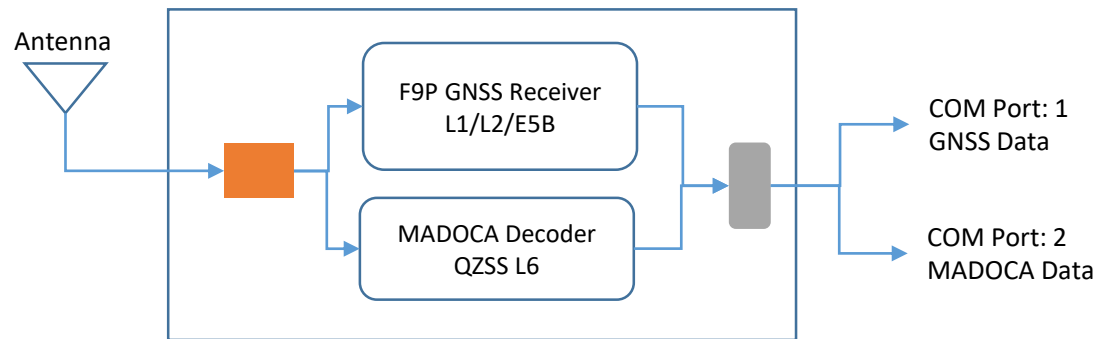 Antenna
F9P GNSS Receiver
L1/L2/E5B
MADOCA Decoder
QZSS L6
COM Port: 1
GNSS Data
COM Port: 2
MADOCA Data